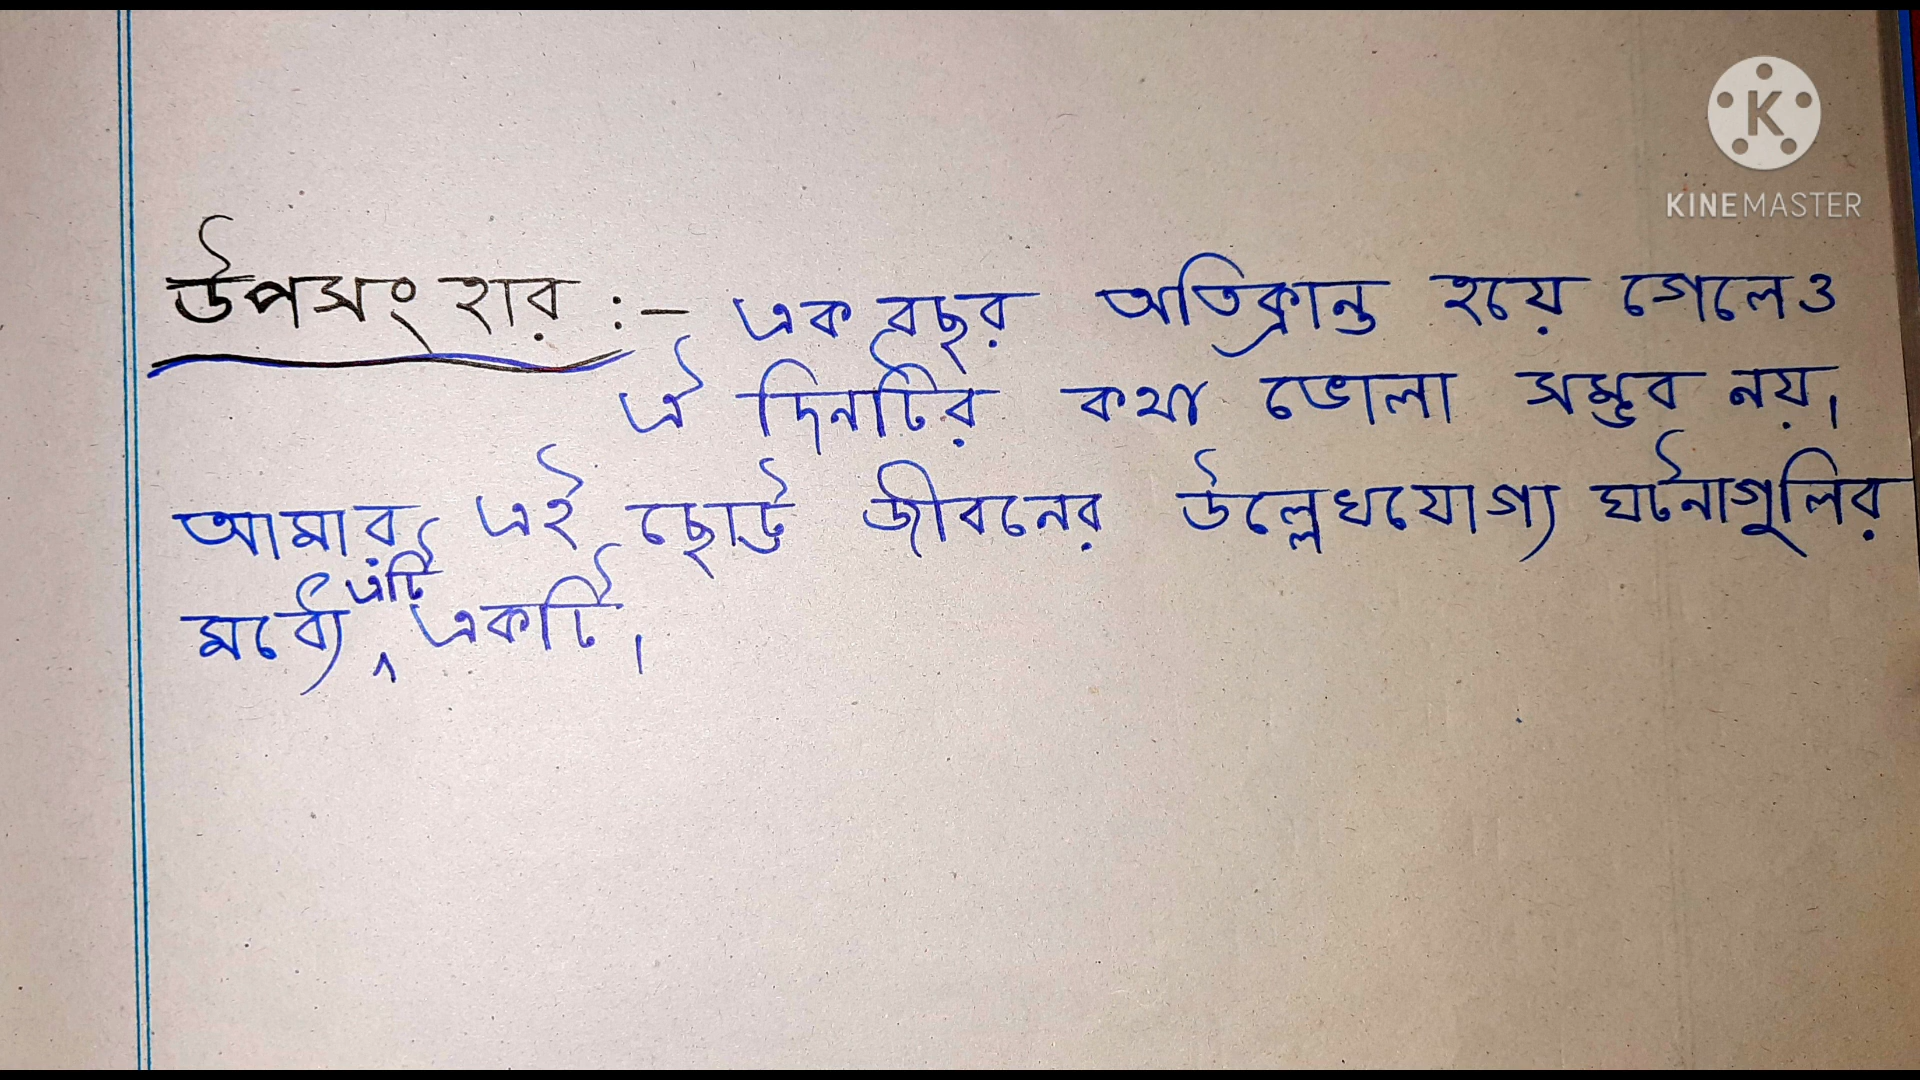 K
KINEMASTER
উপসংহার :- এক বছর অতিক্রান্ত হয়ে গেলেও
ঐ দিনটির কথা ভোলা সম্ভব নয়।
আমার এই ছোট্ট জীবনের উল্লেখযোগ্য ঘটনাগুলির
মধ্যে এটি একটি।